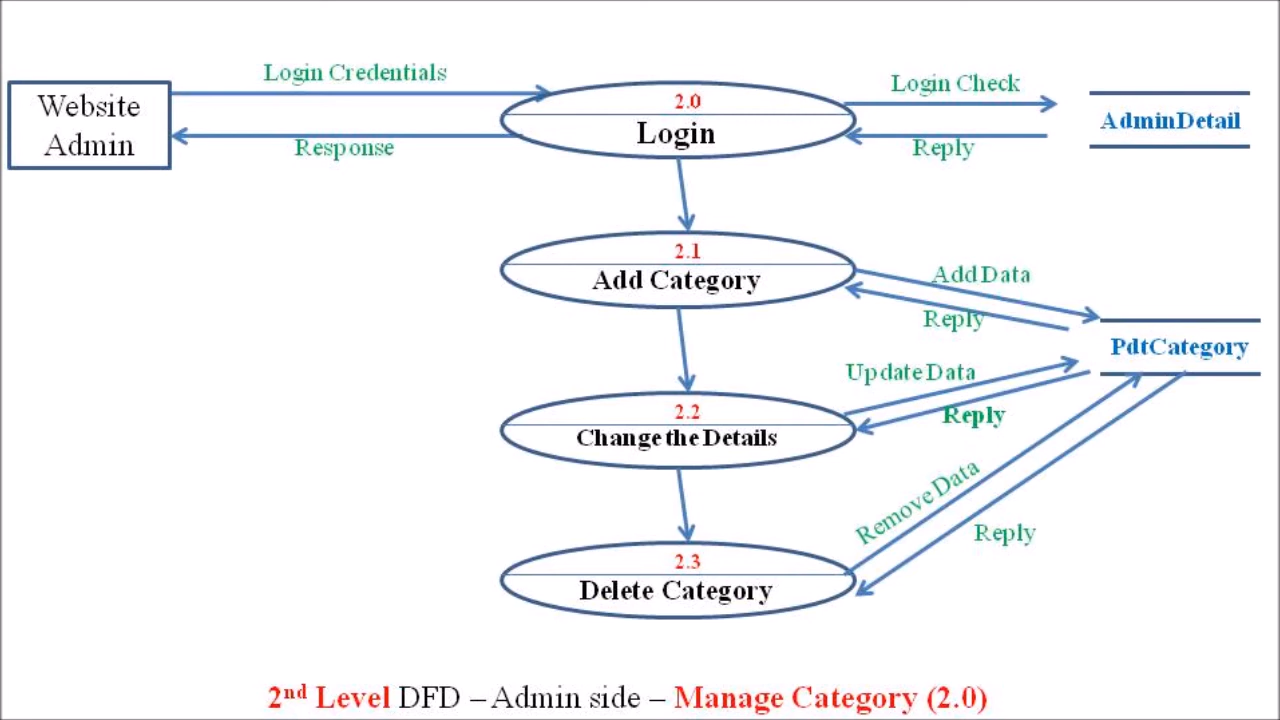 Login Credentials
Login Check
Website
Admin
2.0
Login
AdminDetail
Response
Reply
2.1
Add Category
Add Data
Reply
PdtCategory
Update Data
2.2
Change the Details
Reply
Remove Data
Reply
2.3
Delete Category
2nd Level DFD – Admin side – Manage Category (2.0)